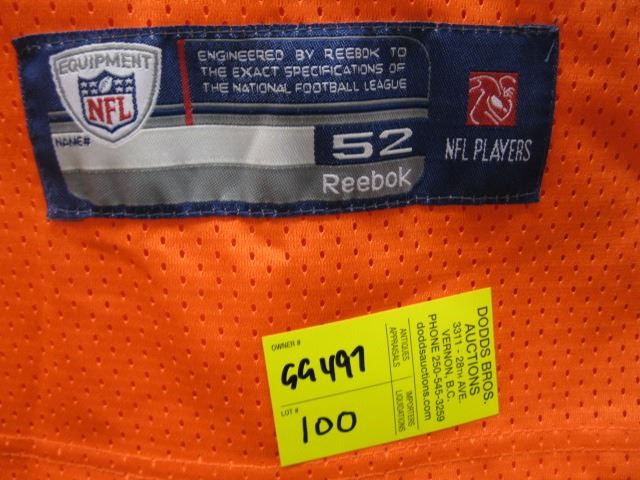 EQUIPMENT
NFL
ENGINEERED BY REEBOK TO
THE EXACT SPECIFICATIONS OF
THE NATIONAL FOOTBALL LEAGUE
NAME#
52
Reebok
NFL PLAYERS
OWNER #
GG497
LOT #
100
ANTIQUES
APPRAISALS
IMPORTERS
LIQUIDATIONS
DODDS BROS.
AUCTIONS
3311 - 28TH AVE.
VERNON, B.C.
PHONE 250-545-3259
doddsauctions.com